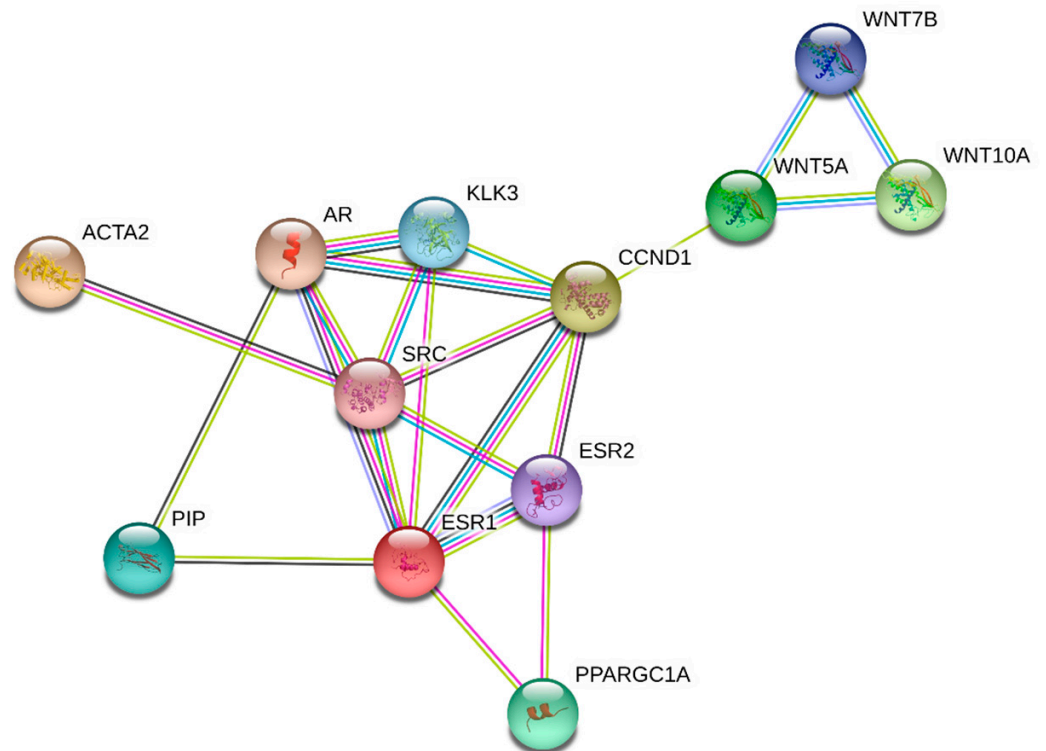 WNT7B
WNT10A
WNT5A
KLK3
AR
ACTA2
CCND1
SRC
ESR2
PIP
ESR1
PPARGC1A